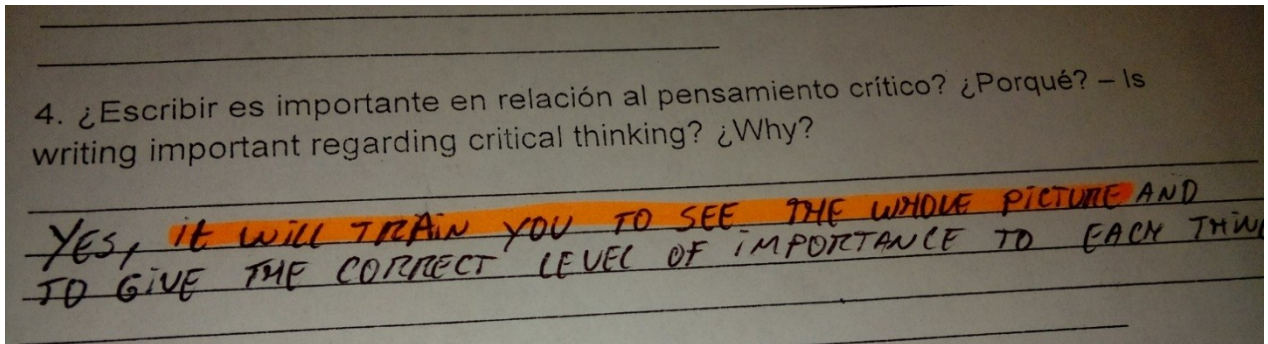 4. ¿Escribir es importante en relación al pensamiento crítico? ¿Porqué? – Is
writing important regarding critical thinking? ¿Why?
YES, it will TRAIN YOU TO SEE THE WHOLE PICTURE AND
TO GIVE THE CORRECT LEVEL OF IMPORTANCE TO EACH